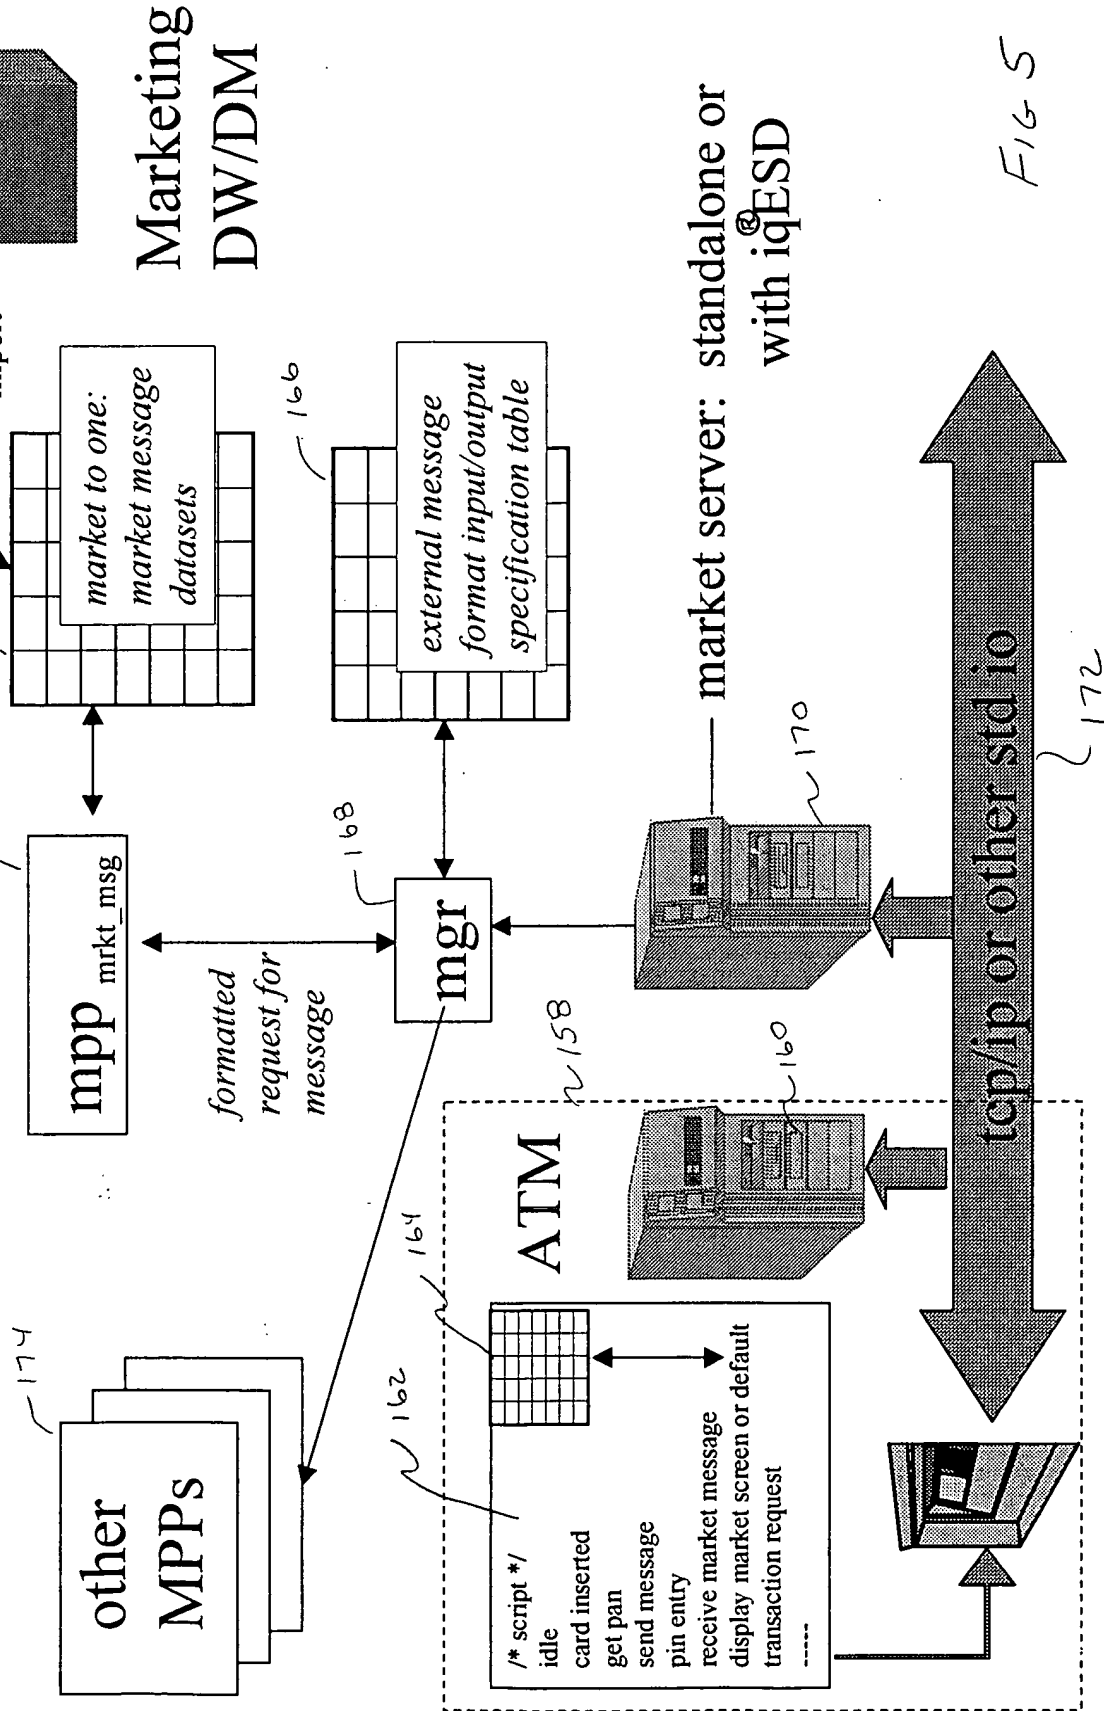 Marketing
DW/DM
market to one:
market message
datasets
166
external message
format input/output
specification table
mpp mrkt_msg
formatted
request for
message
168
mgr
174
other
MPPs
market server: standalone or
with iq®ESD
170
158
ATM
160
164
162
/* script */
idle
card inserted
get pan
send message
pin entry
receive market message
display market screen or default
transaction request
-----
tcp/ip or other std io
172
FIG 5